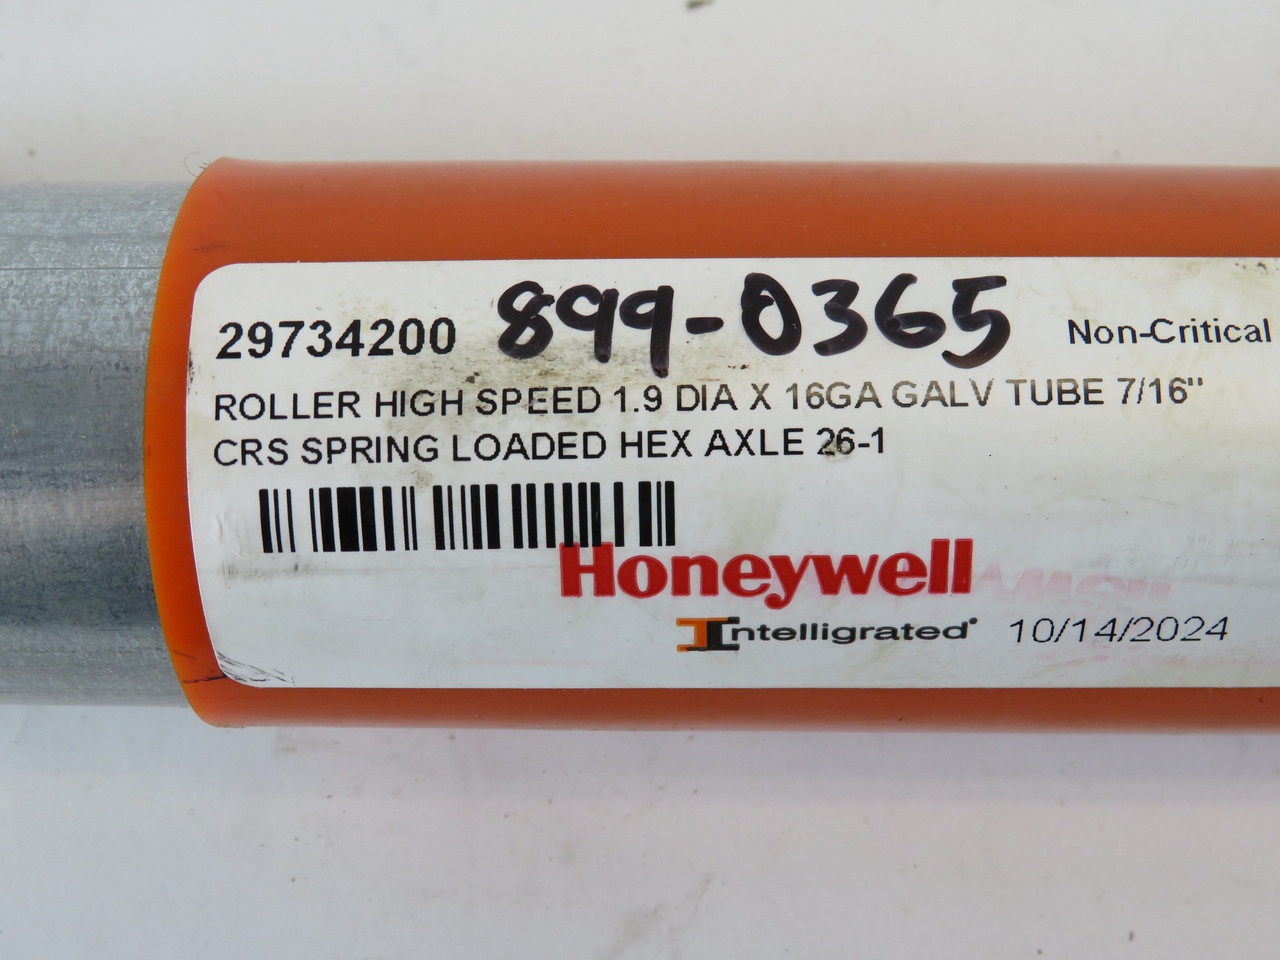 29734200 899-0365 Non-Critical
ROLLER HIGH SPEED 1.9 DIA X 16GA GALV TUBE 7/16"
CRS SPRING LOADED HEX AXLE 26-1
Honeywell
Intelligrated 10/14/2024